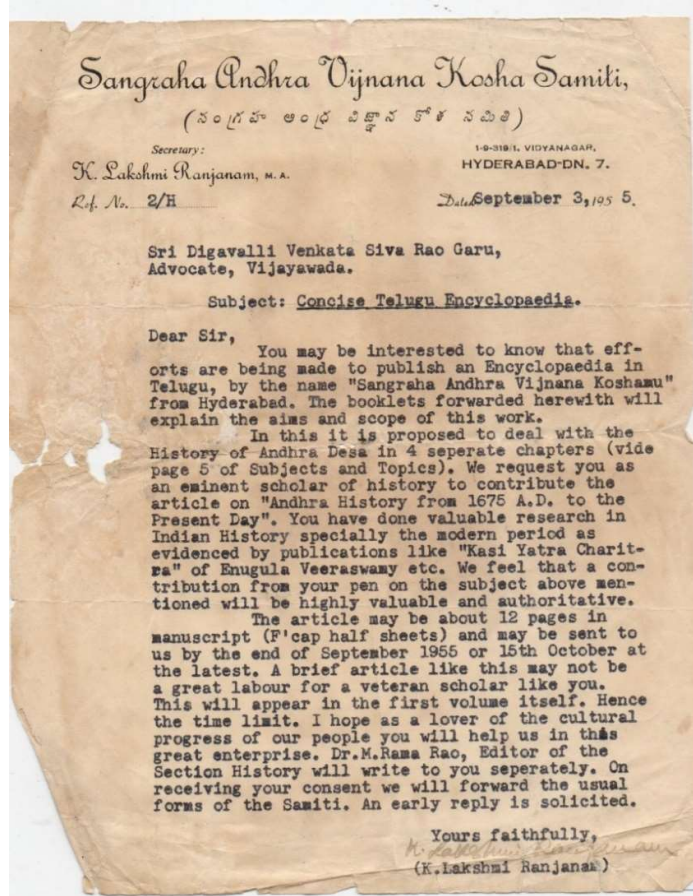 Sangraha Andhra Vijnana Kosha Samiti,
(సంగ్రహ ఆంధ్ర విజ్ఞాన కోశ సమితి)
Secretary:
K. Lakshmi Ranjanam, M. A.
Ref. No. 2/H
1-9-319/1, VIDYANAGAR,
HYDERABAD-DN. 7.
Dated September 3, 195 5.
Sri Digavalli Venkata Siva Rao Garu,
Advocate, Vijayawada.
Subject: Concise Telugu Encyclopaedia.
Dear Sir,
You may be interested to know that eff-
orts are being made to publish an Encyclopaedia in
Telugu, by the name "Sangraha Andhra Vijnana Koshamu"
from Hyderabad. The booklets forwarded herewith will
explain the aims and scope of this work.
In this it is proposed to deal with the
History of Andhra Desa in 4 seperate chapters (vide
page 5 of Subjects and Topics). We request you as
an eminent scholar of history to contribute the
article on "Andhra History from 1675 A.D. to the
Present Day". You have done valuable research in
Indian History specially the modern period as
evidenced by publications like "Kasi Yatra Charit-
ra" of Enugula Veeraswamy etc. We feel that a con-
tribution from your pen on the subject above men-
tioned will be highly valuable and authoritative.
The article may be about 12 pages in
manuscript (F'cap half sheets) and may be sent to
us by the end of September 1955 or 15th October at
the latest. A brief article like this may not be
a great labour for a veteran scholar like you.
This will appear in the first volume itself. Hence
the time limit. I hope as a lover of the cultural
progress of our people you will help us in this
great enterprise. Dr.M.Rama Rao, Editor of the
Section History will write to you seperately. On
receiving your consent we will forward the usual
forms of the Samiti. An early reply is solicited.
Yours faithfully,
K. Lakshmi Ranjanam
(K.Lakshmi Ranjanam)